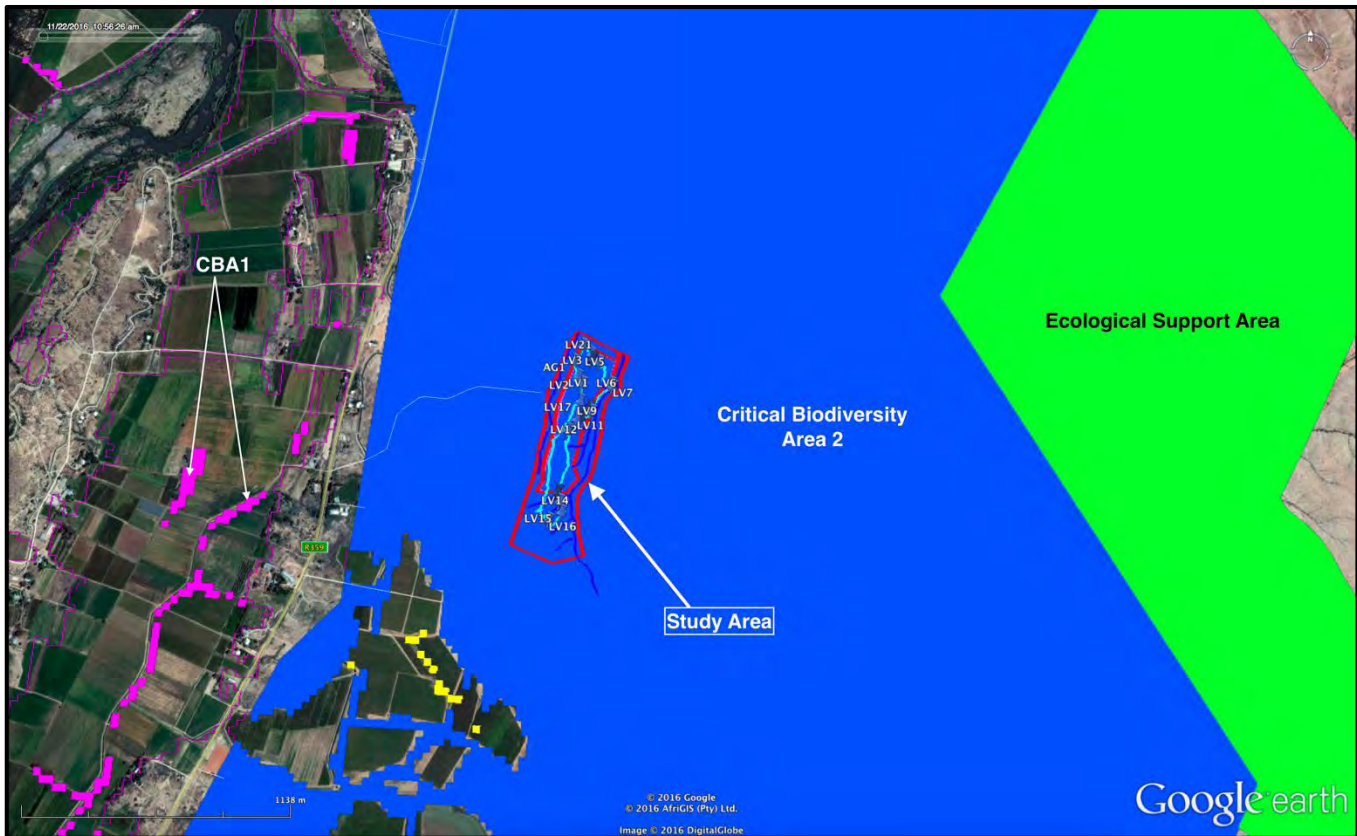 11/22/2016 10:56:26 am
N
CBA1
Ecological Support Area
LV21
LV3 LV5
AG1
LV2 LV1 LV6
LV7
LV17 LV9
LV12 LV11
Critical Biodiversity
Area 2
LV14
LV15
LV16
R359
Study Area
1138 m
© 2016 Google
© 2016 AfriGIS (Pty) Ltd.
Image © 2016 DigitalGlobe
Google earth